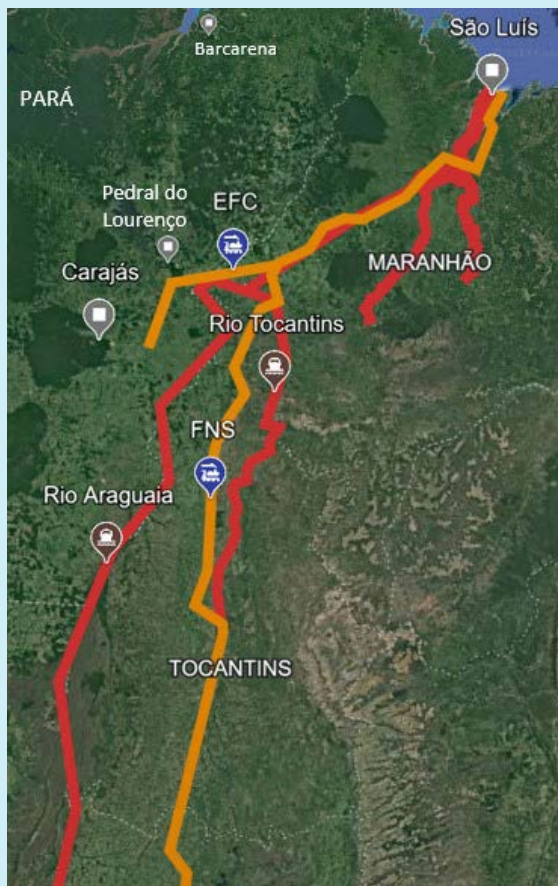 São Luís
Barcarena
PARÁ
Pedral do
Lourenço
EFC
Carajás
MARANHÃO
Rio Tocantins
FNS
Rio Araguaia
TOCANTINS